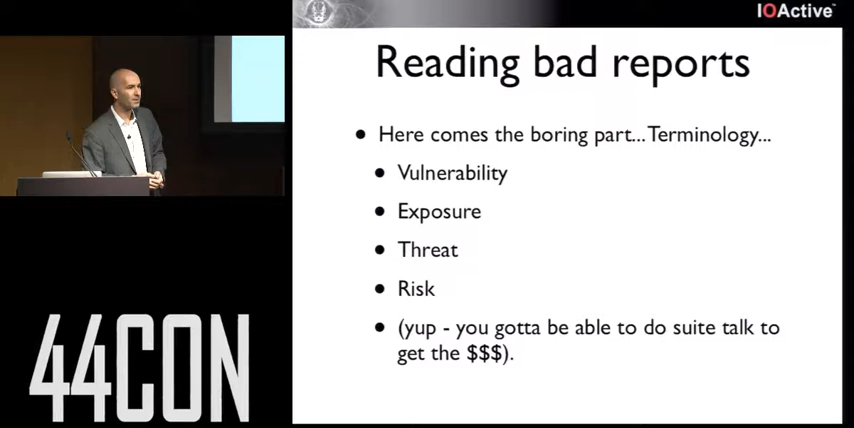 IOActive™
Reading bad reports
• Here comes the boring part... Terminology...
• Vulnerability
• Exposure
• Threat
• Risk
• (yup - you gotta be able to do suite talk to
get the $$$).
44CON